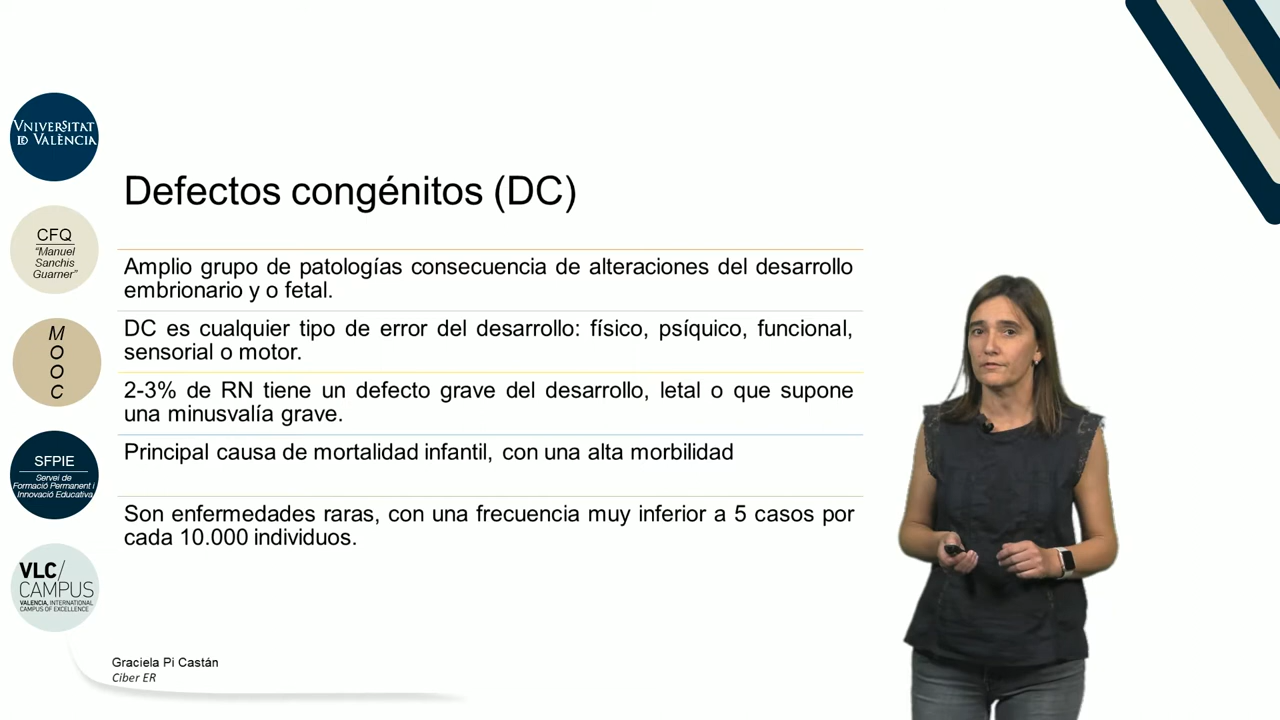 VNIVERSITAT
ID VALÈNCIA
CFQ
"Manuel
Sanchis
Guarner"
M
O
O
C
SFPIE
Servei de
Formació Permanent i
Innovació Educativa
VLC/
CAMPUS
VALENCIA, INTERNATIONAL
CAMPUS OF EXCELLENCE
Defectos congénitos (DC)
Amplio grupo de patologías consecuencia de alteraciones del desarrollo
embrionario y o fetal.
DC es cualquier tipo de error del desarrollo: físico, psíquico, funcional,
sensorial o motor.
2-3% de RN tiene un defecto grave del desarrollo, letal o que supone
una minusvalía grave.
Principal causa de mortalidad infantil, con una alta morbilidad
Son enfermedades raras, con una frecuencia muy inferior a 5 casos por
cada 10.000 individuos.
Graciela Pi Castán
Ciber ER